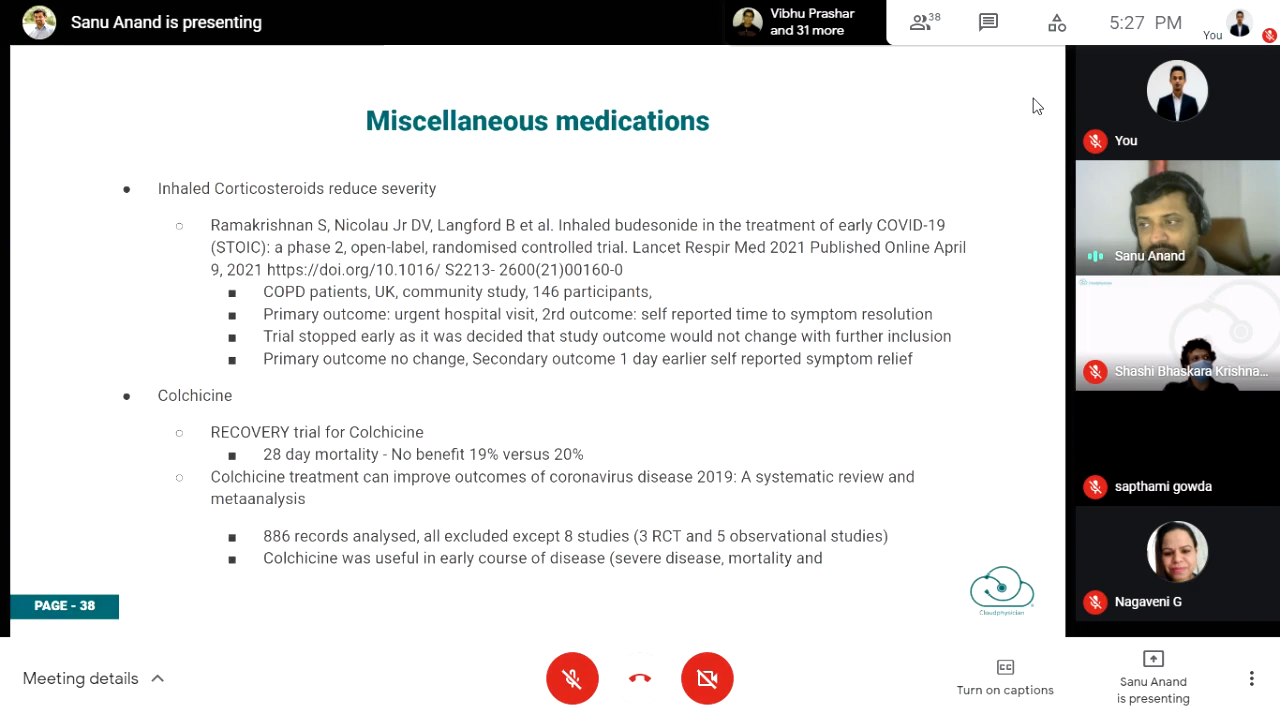 Sanu Anand is presenting
Vibhu Prashar
and 31 more
38
5:27 PM
You
Miscellaneous medications
● Inhaled Corticosteroids reduce severity
○ Ramakrishnan S, Nicolau Jr DV, Langford B et al. Inhaled budesonide in the treatment of early COVID-19
(STOIC): a phase 2, open-label, randomised controlled trial. Lancet Respir Med 2021 Published Online April
9, 2021 https://doi.org/10.1016/ S2213- 2600(21)00160-0
■ COPD patients, UK, community study, 146 participants,
■ Primary outcome: urgent hospital visit, 2rd outcome: self reported time to symptom resolution
■ Trial stopped early as it was decided that study outcome would not change with further inclusion
■ Primary outcome no change, Secondary outcome 1 day earlier self reported symptom relief
● Colchicine
○ RECOVERY trial for Colchicine
■ 28 day mortality - No benefit 19% versus 20%
○ Colchicine treatment can improve outcomes of coronavirus disease 2019: A systematic review and
metaanalysis
■ 886 records analysed, all excluded except 8 studies (3 RCT and 5 observational studies)
■ Colchicine was useful in early course of disease (severe disease, mortality and
PAGE - 38
Cloudphysician
You
Sanu Anand
Shashi Bhaskara Krishna...
sapthami gowda
Nagaveni G
Meeting details
CC
Turn on captions
Sanu Anand
is presenting